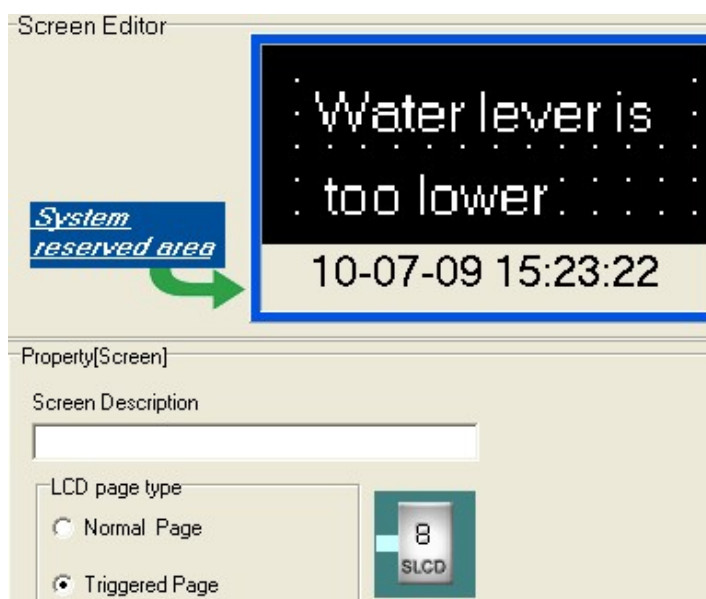 Screen Editor
Water lever is
too lower
System
reserved area
10-07-09 15:23:22
Property[Screen]
Screen Description
LCD page type
Normal Page
8
SLCD
Triggered Page